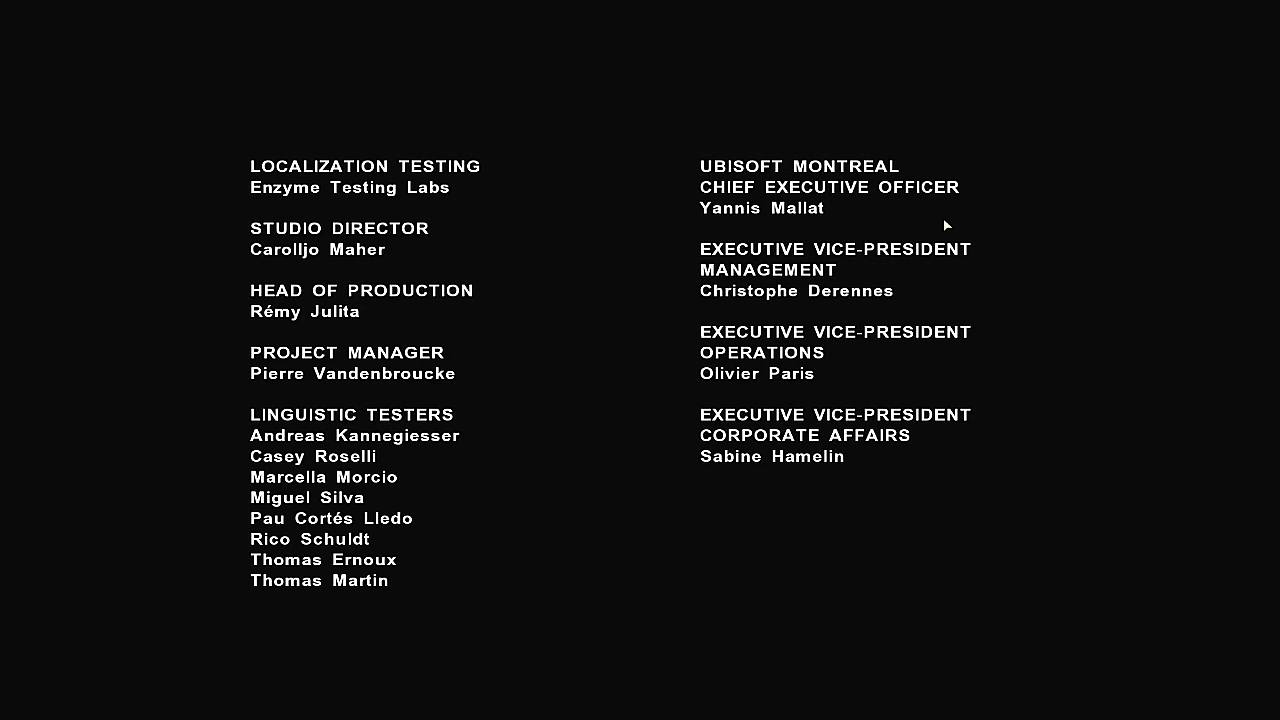 LOCALIZATION TESTING
Enzyme Testing Labs
STUDIO DIRECTOR
Carolljo Maher
HEAD OF PRODUCTION
Rémy Julita
PROJECT MANAGER
Pierre Vandenbroucke
LINGUISTIC TESTERS
Andreas Kannegiesser
Casey Roselli
Marcella Morcio
Miguel Silva
Pau Cortés Lledo
Rico Schuldt
Thomas Ernoux
Thomas Martin
UBISOFT MONTREAL
CHIEF EXECUTIVE OFFICER
Yannis Mallat
EXECUTIVE VICE-PRESIDENT
MANAGEMENT
Christophe Derennes
EXECUTIVE VICE-PRESIDENT
OPERATIONS
Olivier Paris
EXECUTIVE VICE-PRESIDENT
CORPORATE AFFAIRS
Sabine Hamelin